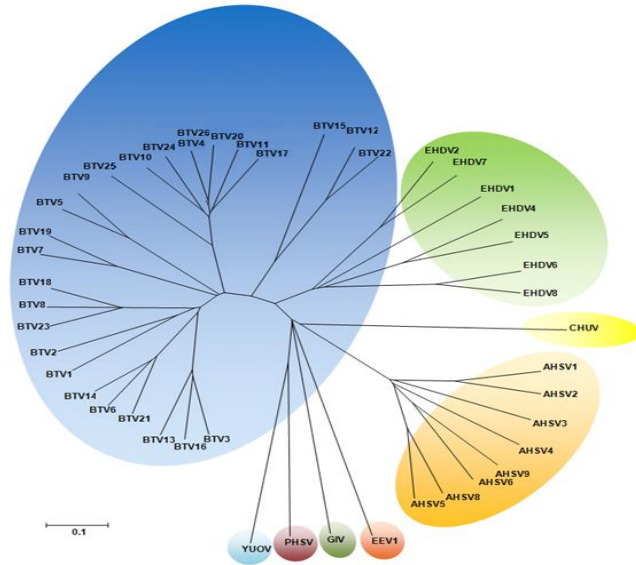 BTV15
BTV12
BTV22
BTV26
BTV20
BTV24
BTV4
BTV11
BTV10
BTV17
BTV25
BTV9
BTV5
BTV19
BTV7
BTV18
BTV8
BTV23
BTV2
BTV1
BTV14
BTV6
BTV21
BTV13
BTV16
BTV3
EHDV2
EHDV7
EHDV1
EHDV4
EHDV5
EHDV6
EHDV8
CHUV
AHSV1
AHSV2
AHSV3
AHSV4
AHSV9
AHSV6
AHSV8
AHSV5
0.1
YUOV
PHSV
GIV
EEV1